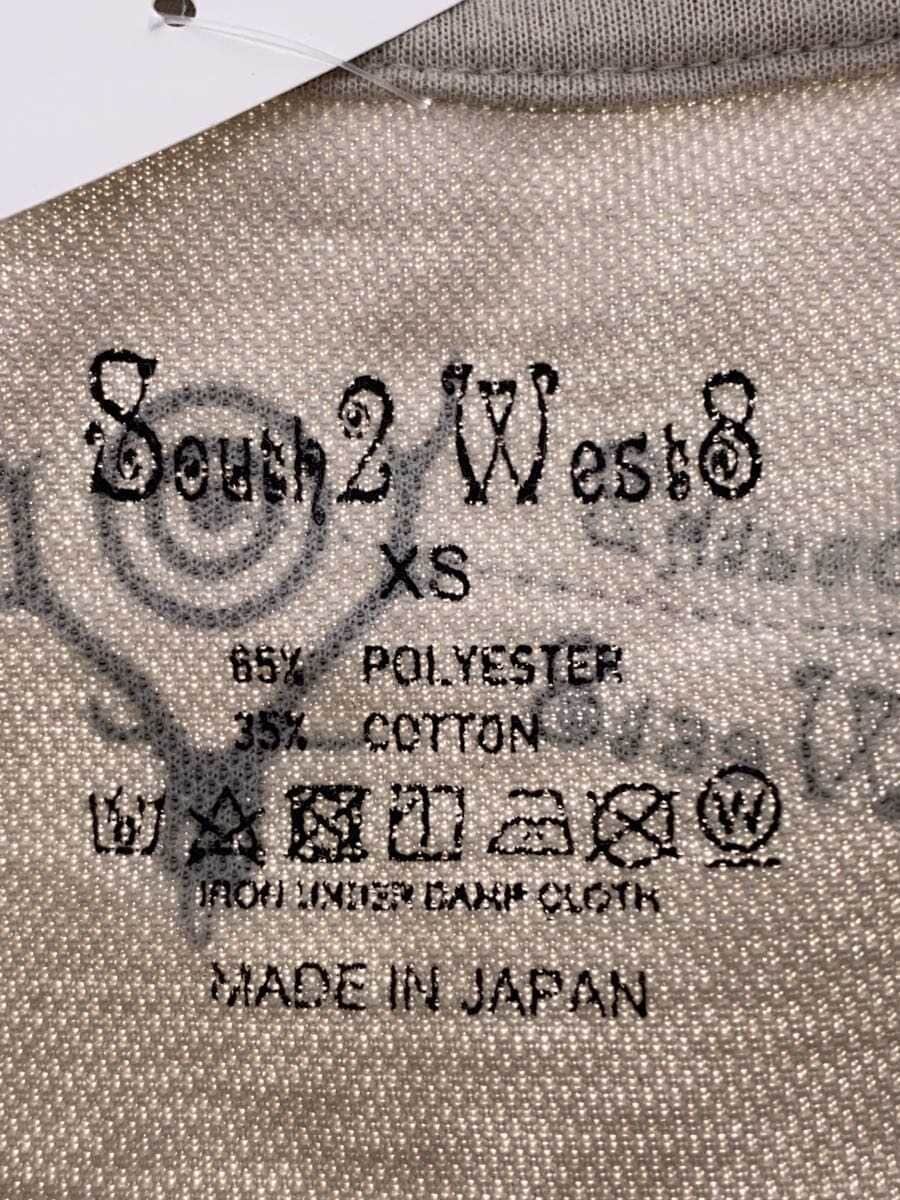 South2 West8
XS
65% POLYESTER
35% COTTON
W
IRON UNDER DAMP CLOTH
MADE IN JAPAN